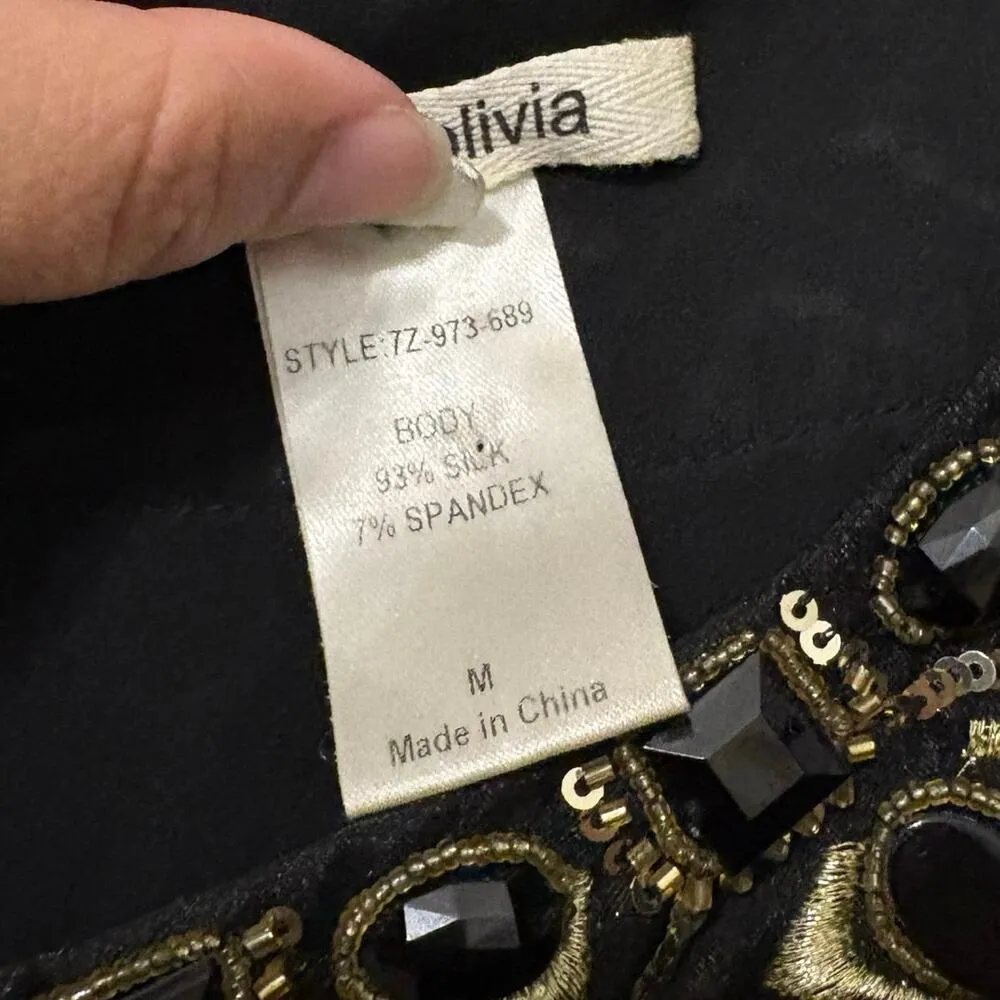 olivia
STYLE:7Z-973-689
BODY
93% SILK
7% SPANDEX
M
Made in China